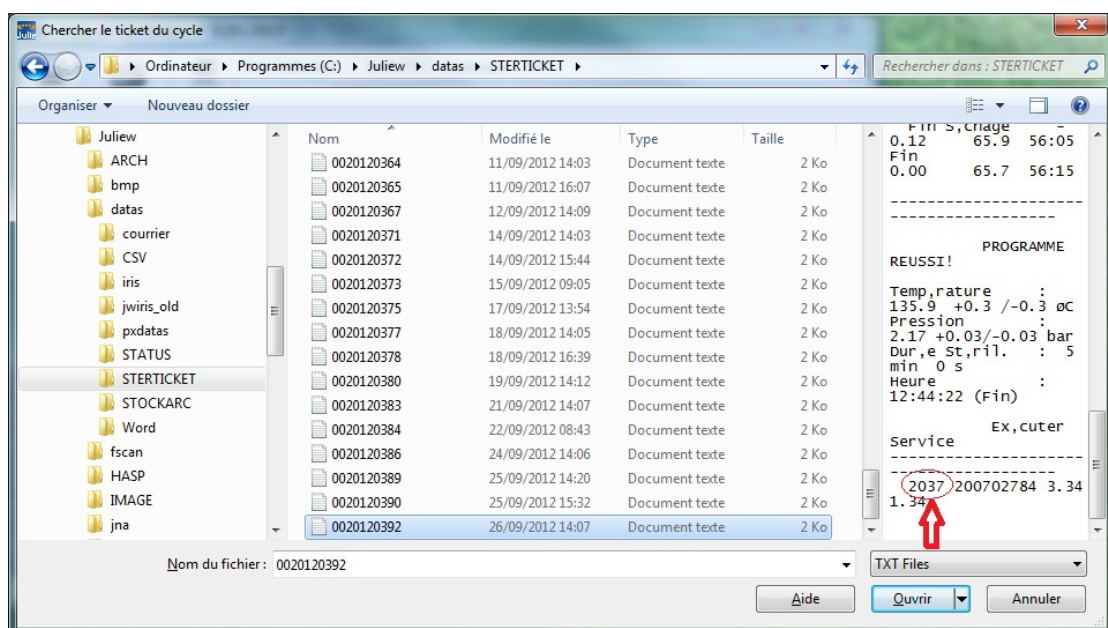 Chercher le ticket du cycle
Julie
Ordinateur Programmes (C:) Juliew datas STERTICKET
Rechercher dans : STERTICKET
Organiser Nouveau dossier
Juliew
ARCH
bmp
datas
courrier
CSV
iris
jwiris_old
pxdatas
STATUS
STERTICKET
STOCKARC
Word
fscan
HASP
IMAGE
jna
Nom Modifié le Type Taille
0020120364 11/09/2012 14:03 Document texte 2 Ko
0020120365 11/09/2012 16:07 Document texte 2 Ko
0020120367 12/09/2012 14:09 Document texte 2 Ko
0020120371 14/09/2012 14:03 Document texte 2 Ko
0020120372 14/09/2012 15:44 Document texte 2 Ko
0020120373 15/09/2012 09:05 Document texte 2 Ko
0020120375 17/09/2012 13:54 Document texte 2 Ko
0020120377 18/09/2012 14:05 Document texte 2 Ko
0020120378 18/09/2012 16:39 Document texte 2 Ko
0020120380 19/09/2012 14:12 Document texte 2 Ko
0020120383 21/09/2012 14:07 Document texte 2 Ko
0020120384 22/09/2012 08:43 Document texte 2 Ko
0020120386 24/09/2012 14:06 Document texte 2 Ko
0020120389 25/09/2012 14:20 Document texte 2 Ko
0020120390 25/09/2012 15:32 Document texte 2 Ko
0020120392 26/09/2012 14:07 Document texte 2 Ko
Fin S,chage -
0.12 65.9 56:05
Fin
0.00 65.7 56:15
---------------------
------------------
PROGRAMME
REUSSI!
Temp,rature :
135.9 +0.3 /-0.3 øC
Pression :
2.17 +0.03/-0.03 bar
Dur,e St,ril. : 5
min 0 s
Heure :
12:44:22 (Fin)
Ex,cuter
Service
---------------------
------------------
2037 200702784 3.34
1.34
Nom du fichier : 0020120392
TXT Files
Aide Ouvrir Annuler